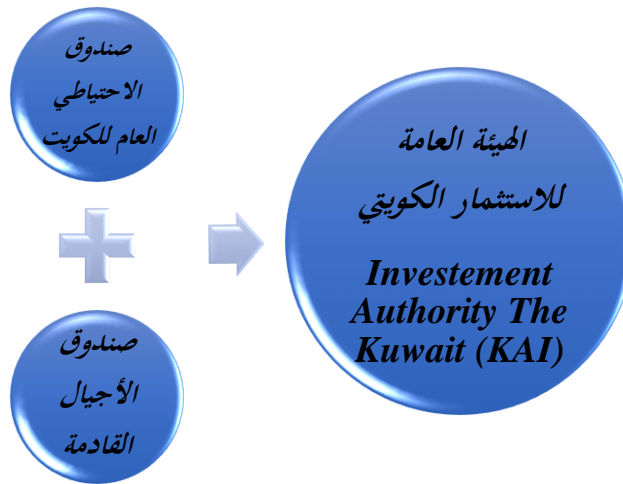 صندوق
الاحتياطي
العام للكويت
صندوق
الأجيال
القادمة
الهيئة العامة
للاستثمار الكويتي
Investement
Authority The
Kuwait (KAI)